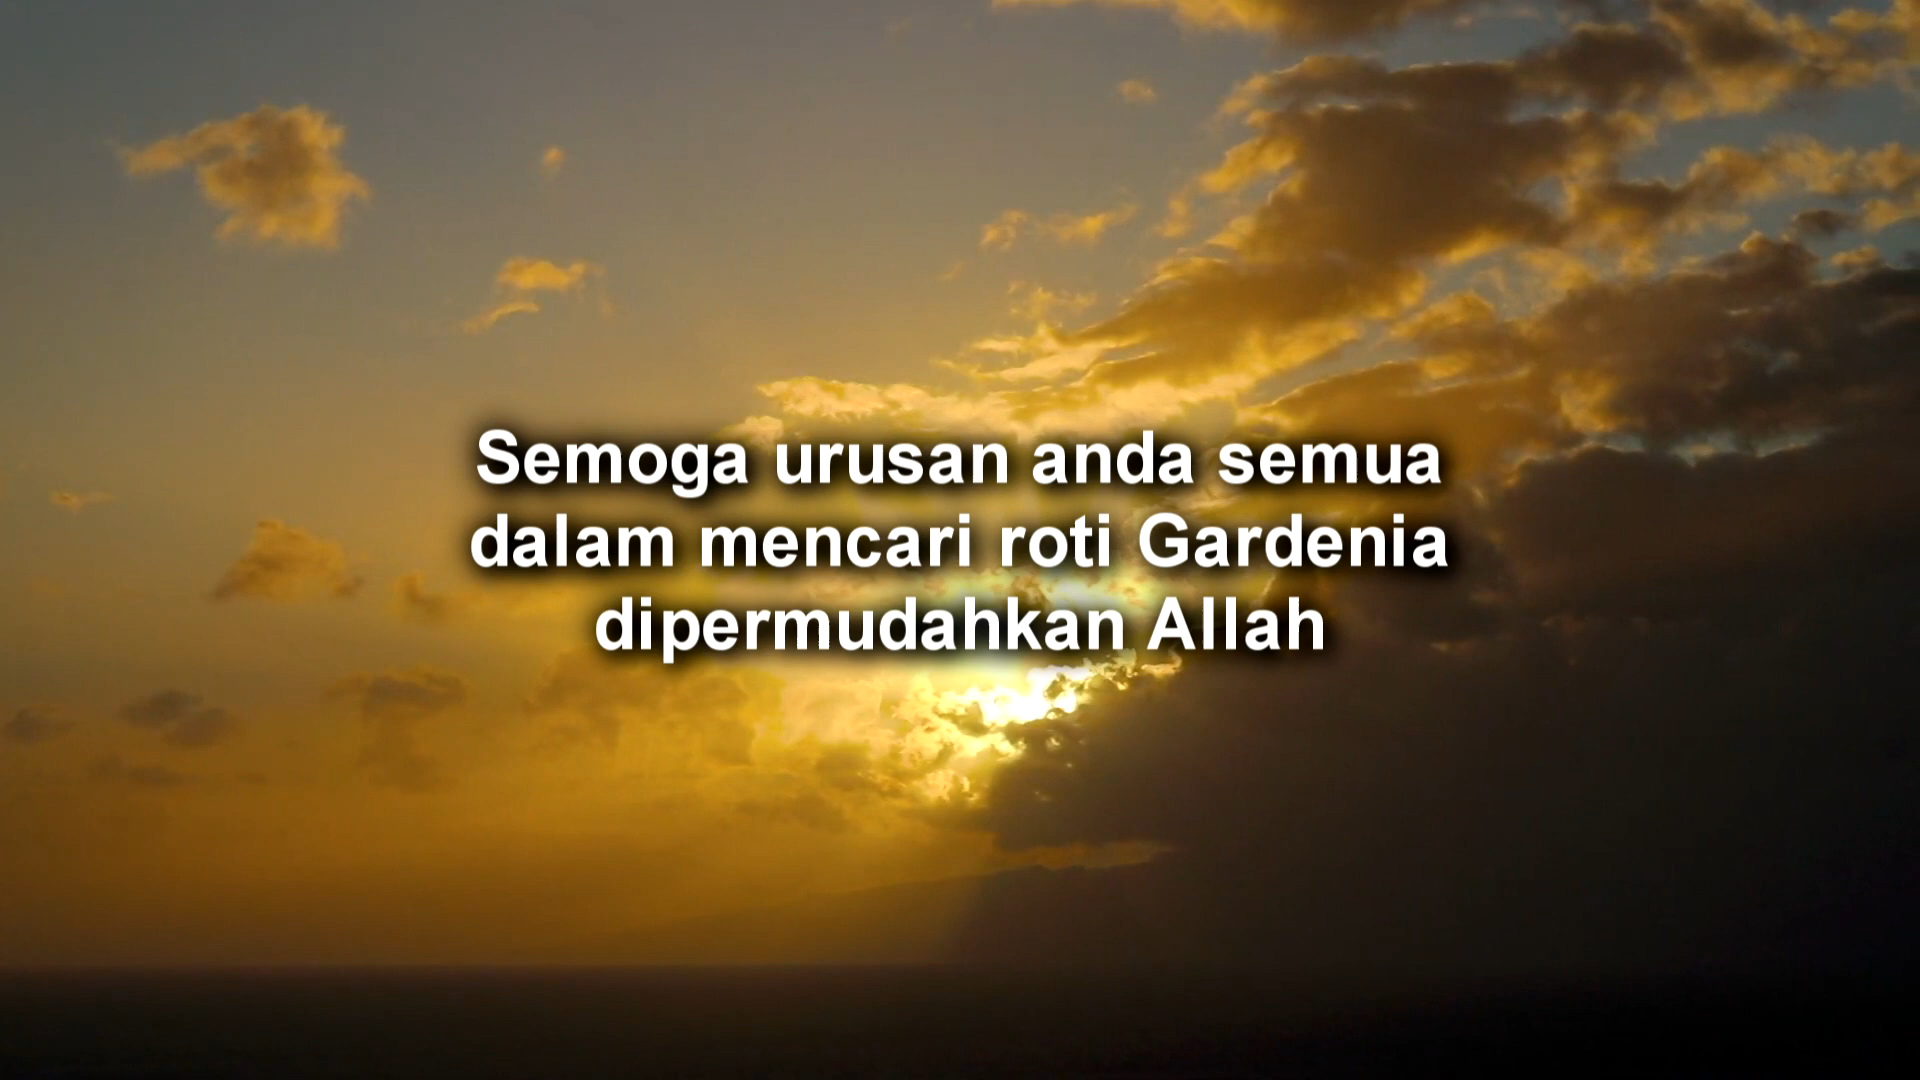 Semoga urusan anda semua
dalam mencari roti Gardenia
dipermudahkan Allah